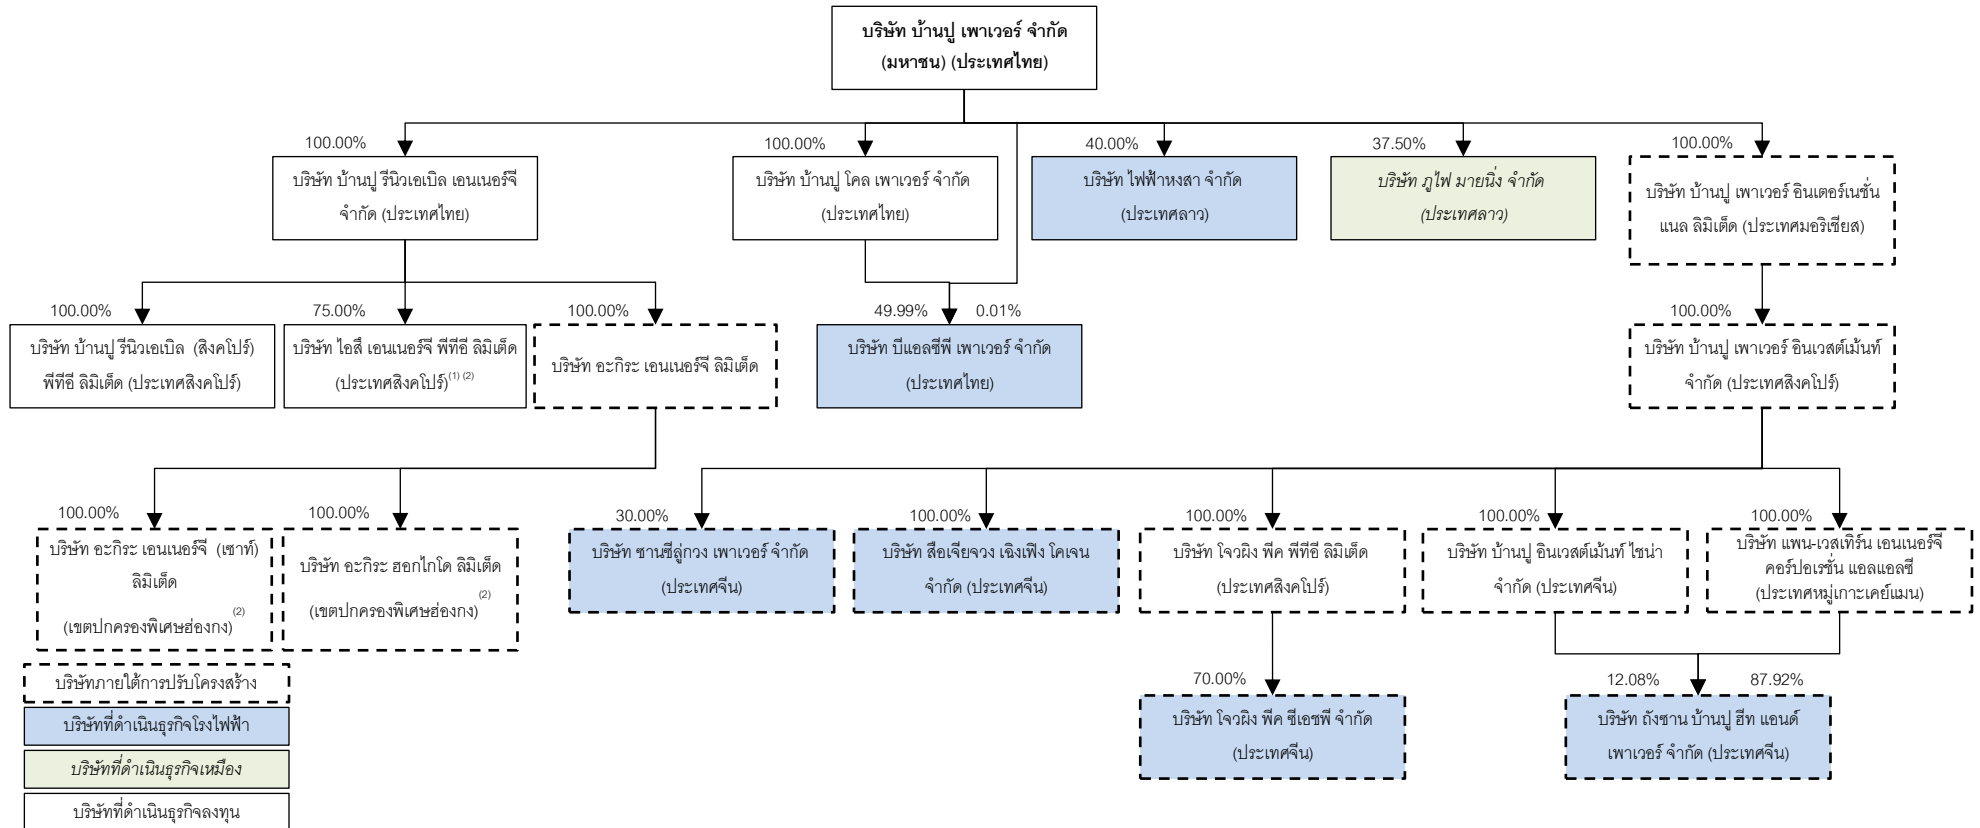 บริษัท บ้านปู เพาเวอร์ จำกัด
(มหาชน) (ประเทศไทย)
100.00%
100.00%
40.00%
37.50%
100.00%
บริษัท บ้านปู รีนิวเอเบิล เอนเนอร์จี
จำกัด (ประเทศไทย)
บริษัท บ้านปู โคล เพาเวอร์ จำกัด
(ประเทศไทย)
บริษัท ไฟฟ้าหงสา จำกัด
(ประเทศลาว)
บริษัท ภูไฟ มายนิ่ง จำกัด
(ประเทศลาว)
บริษัท บ้านปู เพาเวอร์ อินเตอร์เนชั่น
แนล ลิมิเต็ด (ประเทศมอริเชียส)
100.00%
75.00%
100.00%
49.99%
0.01%
100.00%
บริษัท บ้านปู รีนิวเอเบิล (สิงคโปร์)
พีทีอี ลิมิเต็ด (ประเทศสิงคโปร์)
บริษัท ไอสึ เอนเนอร์จี พีทีอี ลิมิเต็ด
(ประเทศสิงคโปร์)(1) (2)
บริษัท อะกิระ เอนเนอร์จี ลิมิเต็ด
บริษัท บีแอลซีพี เพาเวอร์ จำกัด
(ประเทศไทย)
บริษัท บ้านปู เพาเวอร์ อินเวสต์เม้นท์
จำกัด (ประเทศสิงคโปร์)
100.00%
100.00%
30.00%
100.00%
100.00%
100.00%
100.00%
บริษัท อะกิระ เอนเนอร์จี (เซาท์)
ลิมิเต็ด
(เขตปกครองพิเศษฮ่องกง)(2)
บริษัท อะกิระ ฮอกไกโด ลิมิเต็ด
(เขตปกครองพิเศษฮ่องกง)(2)
บริษัท ซานซีลู่กวง เพาเวอร์ จำกัด
(ประเทศจีน)
บริษัท สือเจียจวง เฉิงเฟิง โคเจน
จำกัด (ประเทศจีน)
บริษัท โจวผิง พีค พีทีอี ลิมิเต็ด
(ประเทศสิงคโปร์)
บริษัท บ้านปู อินเวสต์เม้นท์ ไชน่า
จำกัด (ประเทศจีน)
บริษัท แพน-เวสเทิร์น เอนเนอร์จี
คอร์ปอเรชั่น แอลแอลซี
(ประเทศหมู่เกาะเคย์แมน)
70.00%
12.08%
87.92%
บริษัท โจวผิง พีค ซีเอชพี จำกัด
(ประเทศจีน)
บริษัท ถังซาน บ้านปู ฮีท แอนด์
เพาเวอร์ จำกัด (ประเทศจีน)
บริษัทภายใต้การปรับโครงสร้าง
บริษัทที่ดำเนินธุรกิจโรงไฟฟ้า
บริษัทที่ดำเนินธุรกิจเหมือง
บริษัทที่ดำเนินธุรกิจลงทุน